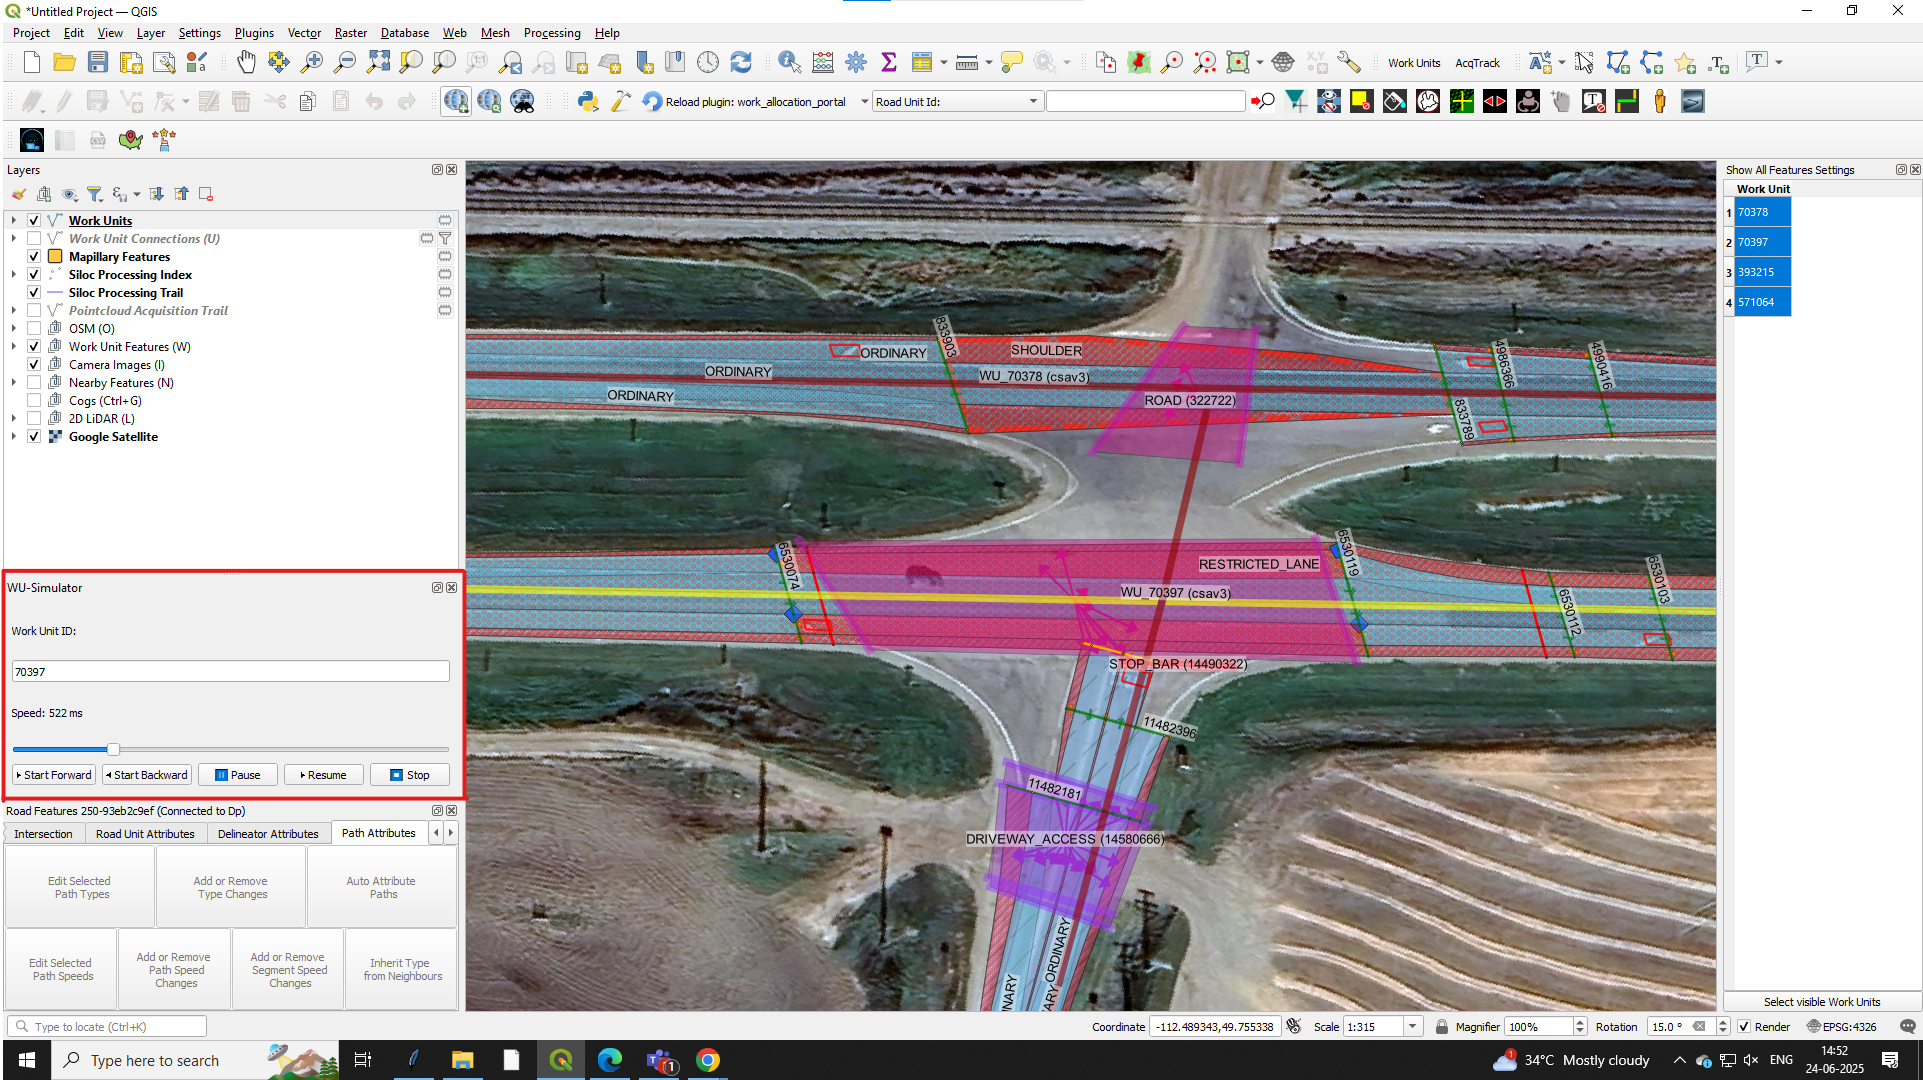 *Untitled Project — QGIS
Project Edit View Layer Settings Plugins Vector Raster Database Web Mesh Processing Help
Work Units AcqTrack
Reload plugin: work_allocation_portal Road Unit Id:
Layers
Work Units
Work Unit Connections (U)
Mapillary Features
Siloc Processing Index
Siloc Processing Trail
Pointcloud Acquisition Trail
OSM (O)
Work Unit Features (W)
Camera Images (I)
Nearby Features (N)
Cogs (Ctrl+G)
2D LiDAR (L)
Google Satellite
WU-Simulator
Work Unit ID:
70397
Speed: 522 ms
Start Forward Start Backward Pause Resume Stop
Road Features 250-93eb2c9ef (Connected to Dp)
Intersection Road Unit Attributes Delineator Attributes Path Attributes
Edit Selected Path Types
Add or Remove Type Changes
Auto Attribute Paths
Edit Selected Path Speeds
Add or Remove Path Speed Changes
Add or Remove Segment Speed Changes
Inherit Type from Neighbours
833903
ORDINARY
SHOULDER
ORDINARY
WU_70378 (csav3)
ORDINARY
ROAD (322722)
833789
4986366
4990416
6530074
RESTRICTED_LANE
6530119
WU_70397 (csav3)
6530112
6530103
STOP_BAR (14490322)
11482396
11482181
DRIVEWAY_ACCESS (14580666)
ORDINARY
NARY
ARY
Show All Features Settings
Work Unit
1 70378
2 70397
3 393215
4 571064
Select visible Work Units
Type to locate (Ctrl+K)
Coordinate -112.489343,49.755338 Scale 1:315 Magnifier 100% Rotation 15.0 ° Render EPSG:4326
Type here to search
1
1
34°C Mostly cloudy
ENG
14:52
24-06-2025